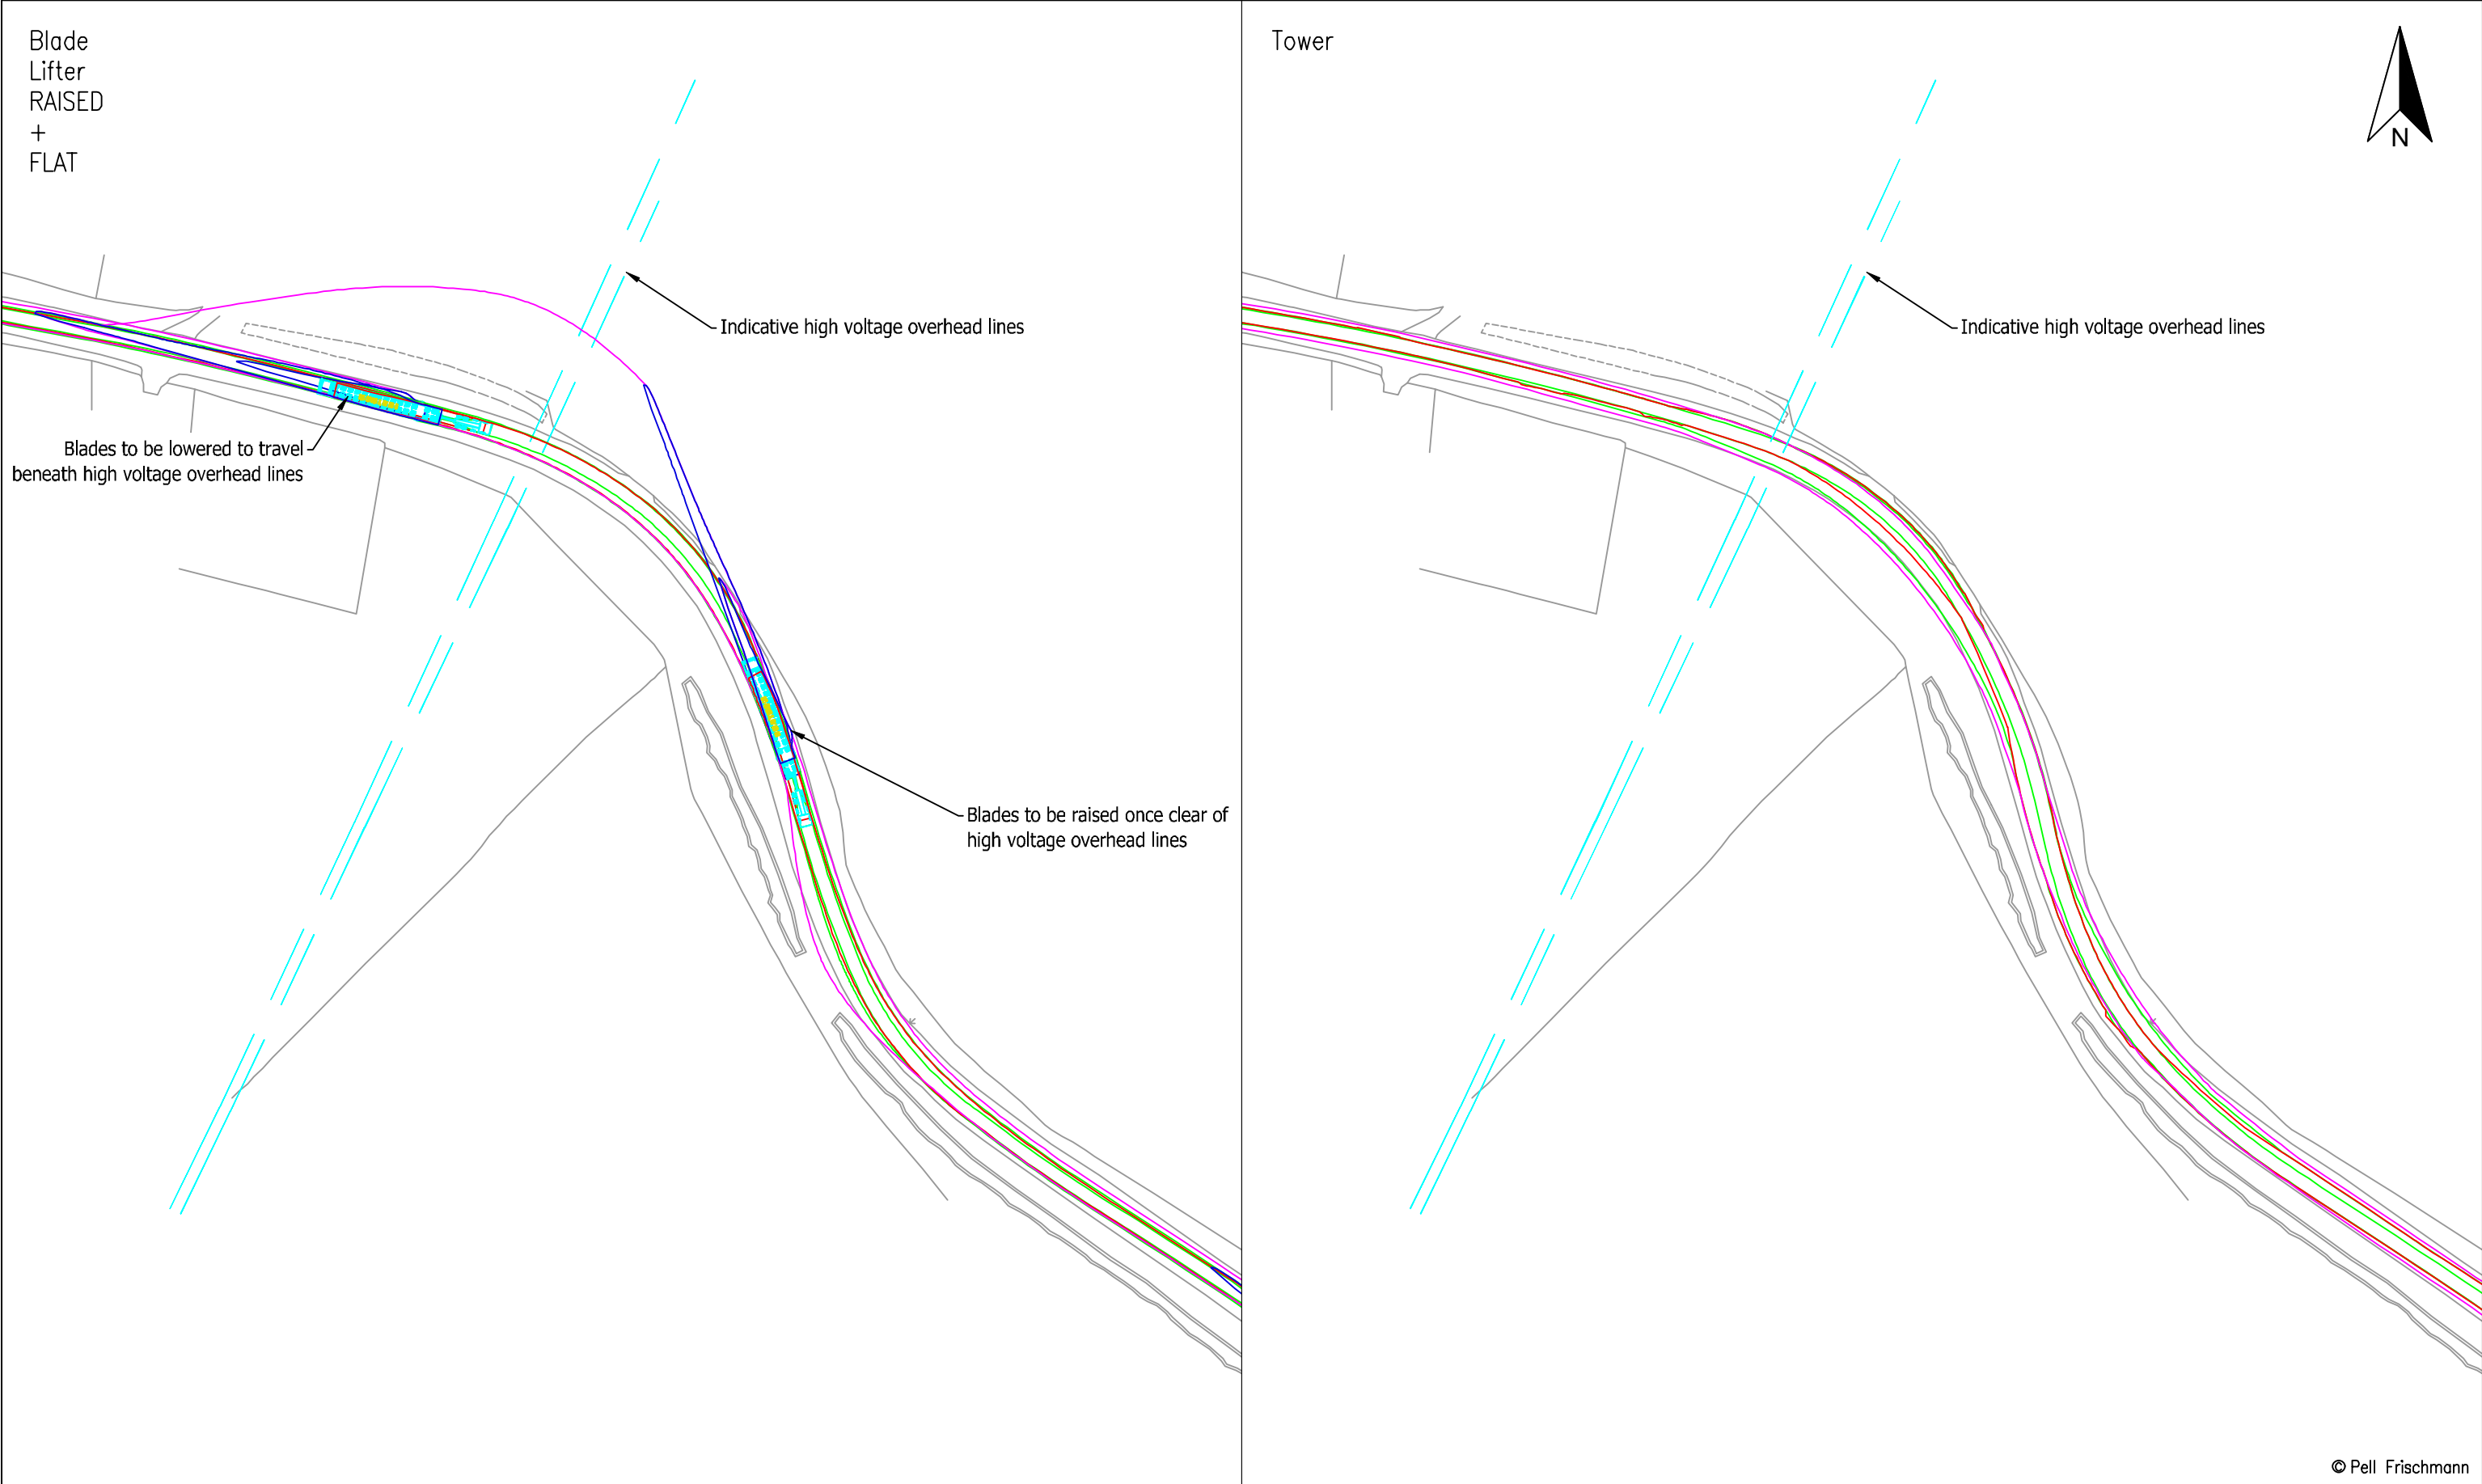 Blade
Lifter
RAISED
+
FLAT
Indicative high voltage overhead lines
Blades to be lowered to travel
beneath high voltage overhead lines
Blades to be raised once clear of
high voltage overhead lines
Tower
N
Indicative high voltage overhead lines
© Pell Frischmann